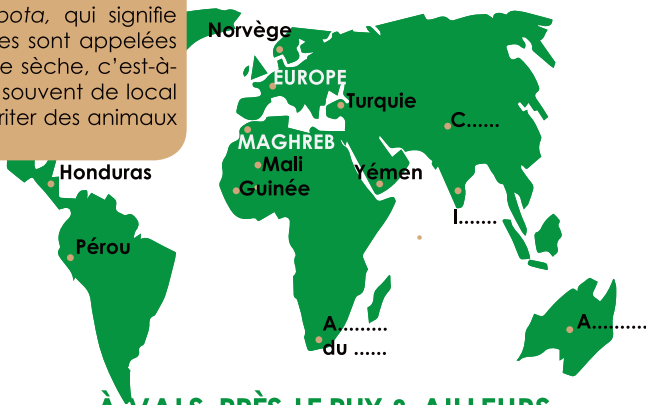 bota, qui signifie
es sont appelées
e sèche, c'est-à-
souvent de local
riter des animaux
Norvège
EUROPE
Turquie
C......
MAGHREB
Mali
Yémen
Honduras
Guinée
I.......
Pérou
A.........
du ......
A..........
À VALS, PRÈS LE PUY & AILLEURS